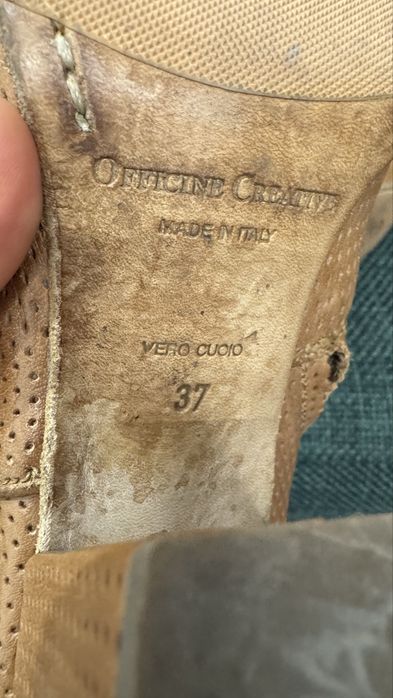 OFFICINE CREATIVE
MADE IN ITALY
VERO CUOIO
37